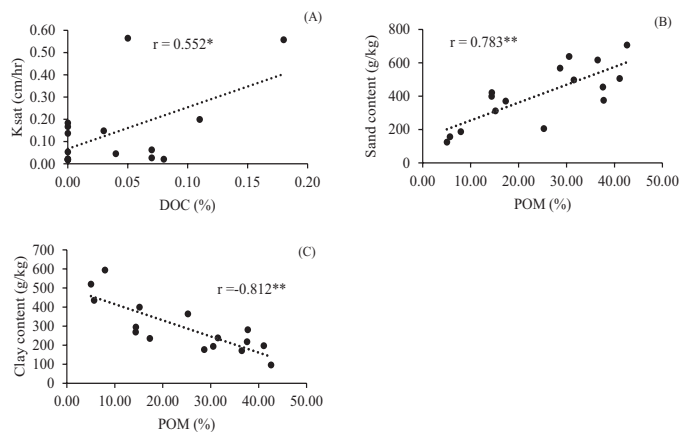 (A)
r = 0.552*
Ksat (cm/hr)
0.60
0.50
0.40
0.30
0.20
0.10
0.00
0.00 0.05 0.10 0.15 0.20
DOC (%)
(B)
r = 0.783**
Sand content (g/kg)
800
600
400
200
0
0.00 10.00 20.00 30.00 40.00 50.00
POM (%)
(C)
r =-0.812**
Clay content (g/kg)
700
600
500
400
300
200
100
0
0.00 10.00 20.00 30.00 40.00 50.00
POM (%)